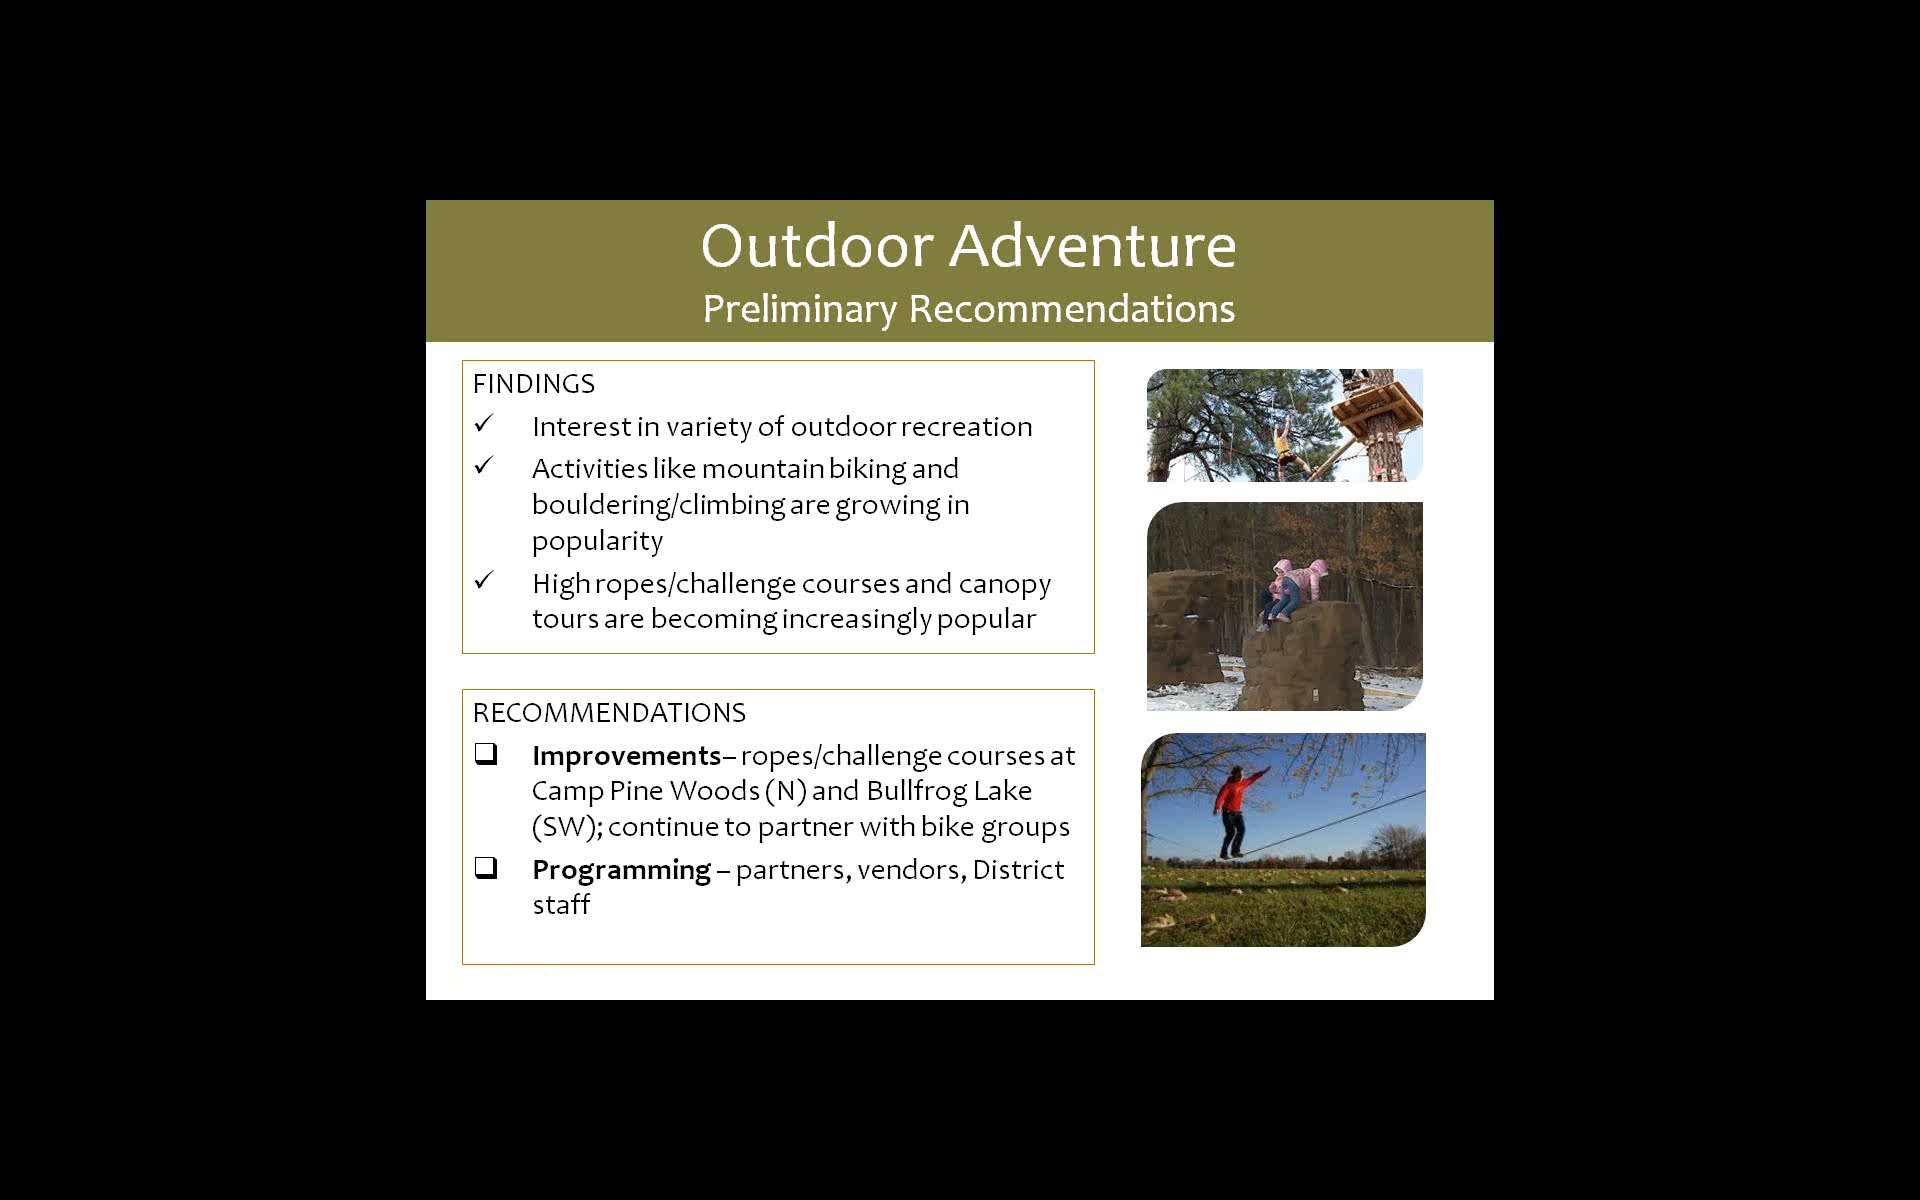 Outdoor Adventure
Preliminary Recommendations
FINDINGS
✓ Interest in variety of outdoor recreation
✓ Activities like mountain biking and
bouldering/climbing are growing in
popularity
✓ High ropes/challenge courses and canopy
tours are becoming increasingly popular
RECOMMENDATIONS
❑ Improvements– ropes/challenge courses at
Camp Pine Woods (N) and Bullfrog Lake
(SW); continue to partner with bike groups
❑ Programming – partners, vendors, District
staff